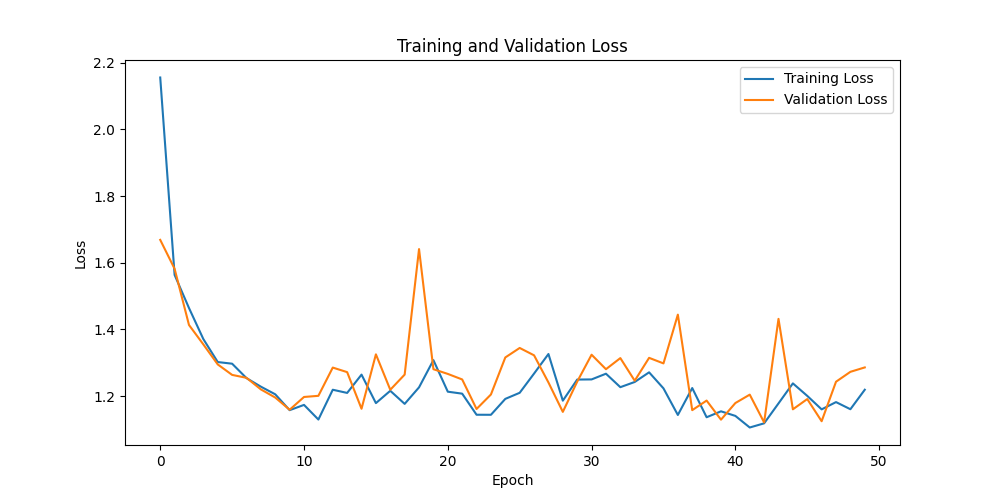 Training and Validation Loss
Training Loss
Validation Loss
Loss
2.2
2.0
1.8
1.6
1.4
1.2
0 10 20 30 40 50
Epoch